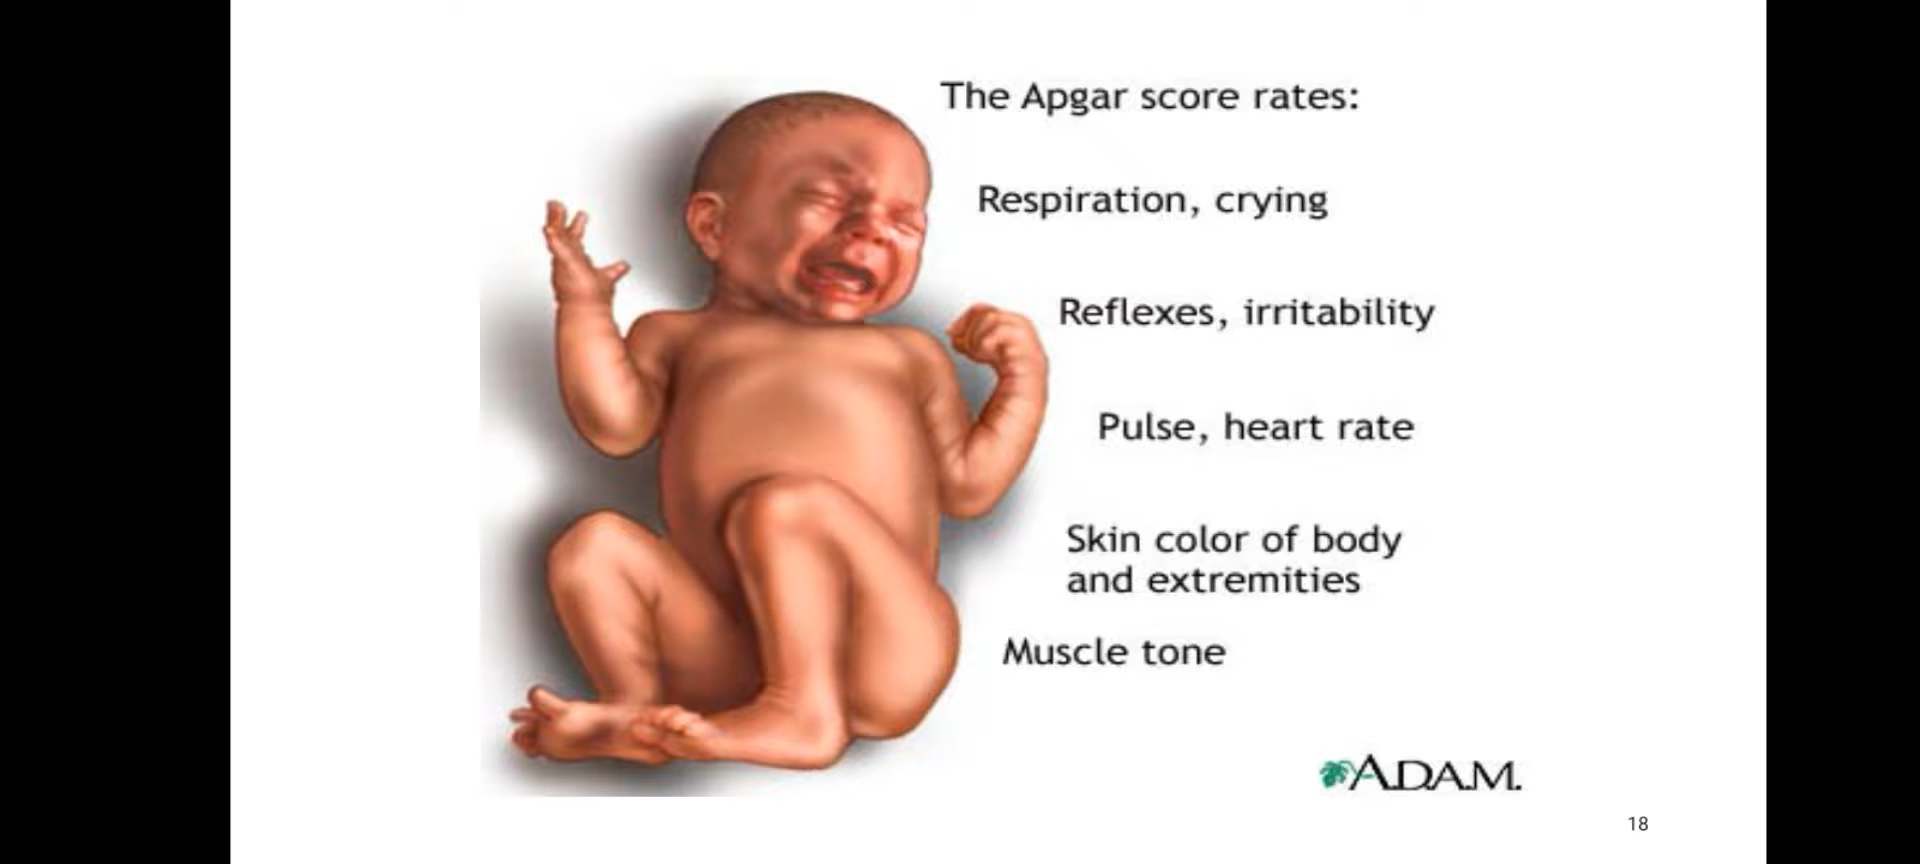 The Apgar score rates:
Respiration, crying
Reflexes, irritability
Pulse, heart rate
Skin color of body
and extremities
Muscle tone
A.D.A.M.
18